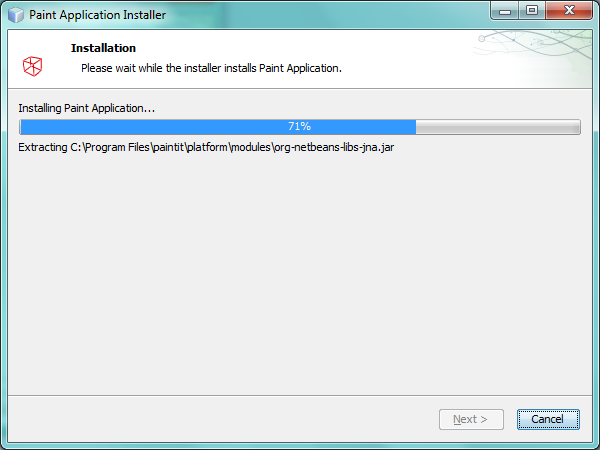 Paint Application Installer
Installation
Please wait while the installer installs Paint Application.
Installing Paint Application...
71%
Extracting C:\Program Files\paintit\platform\modules\org-netbeans-libs-jna.jar
Next >
Cancel